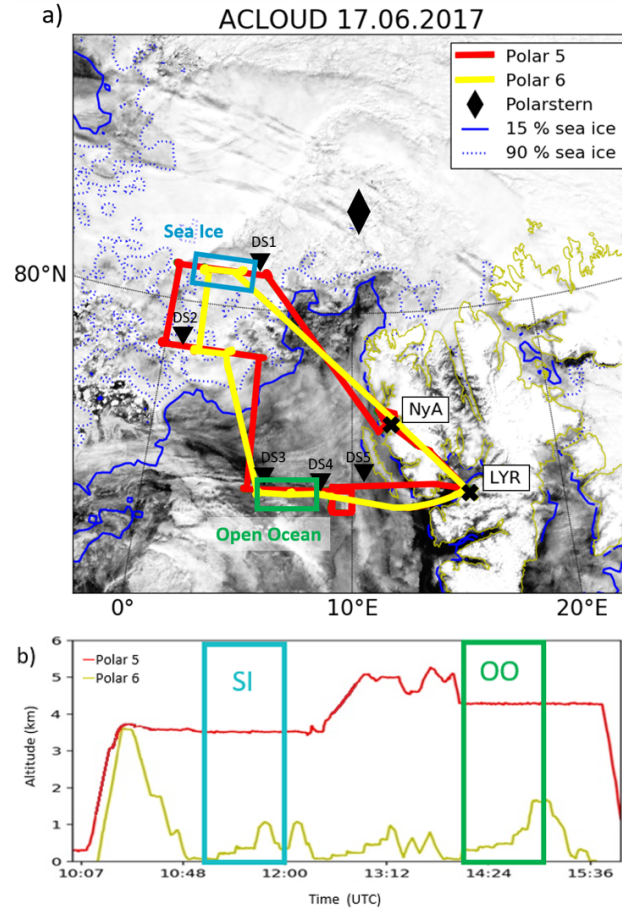 ACLOUD 17.06.2017
a)
Polar 5
Polar 6
Polarstern
15 % sea ice
90 % sea ice
Sea Ice
DS1
80°N
DS2
NyA
DS3
DS4
DS5
LYR
Open Ocean
0°
10°E
20°E
b)
Polar 5
Polar 6
SI
OO
Altitude (km)
6
5
4
3
2
1
0
10:07
10:48
12:00
13:12
14:24
15:36
Time (UTC)